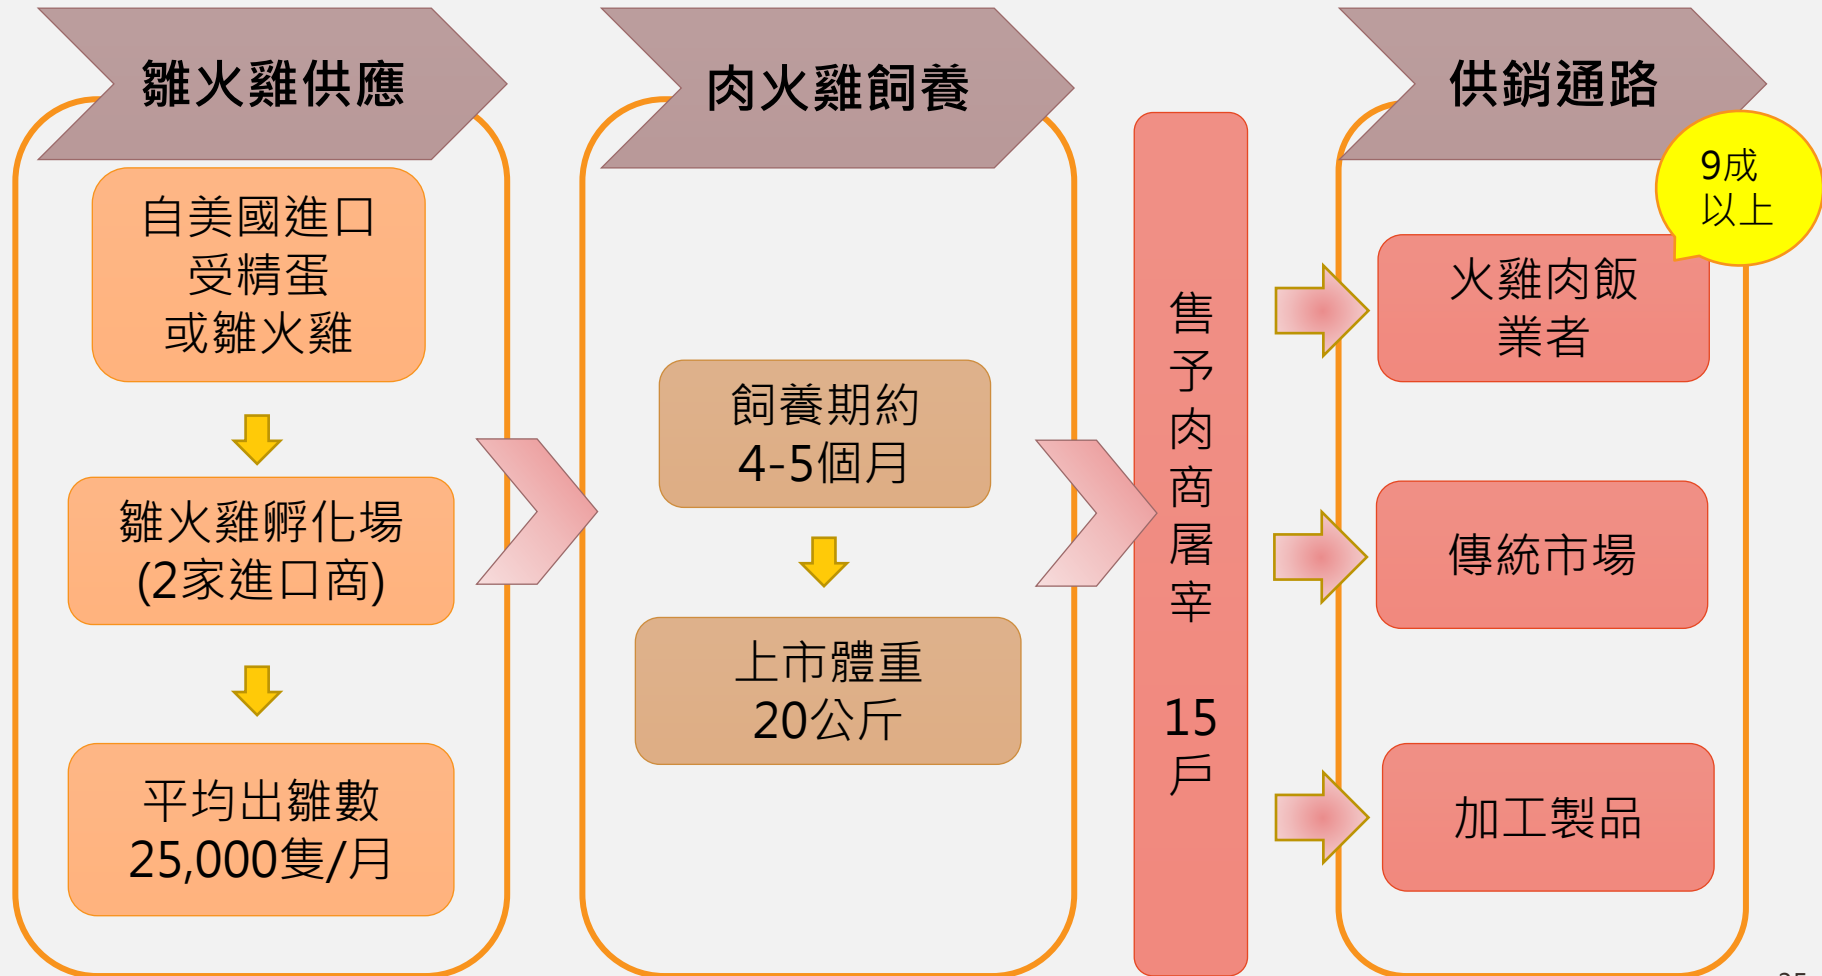 雛火雞供應
自美國進口
受精蛋
或雛火雞
雛火雞孵化場
(2家進口商)
平均出雛數
25,000隻/月
肉火雞飼養
飼養期約
4-5個月
上市體重
20公斤
售予肉商屠宰
15
戶
供銷通路
9成
以上
火雞肉飯
業者
傳統市場
加工製品